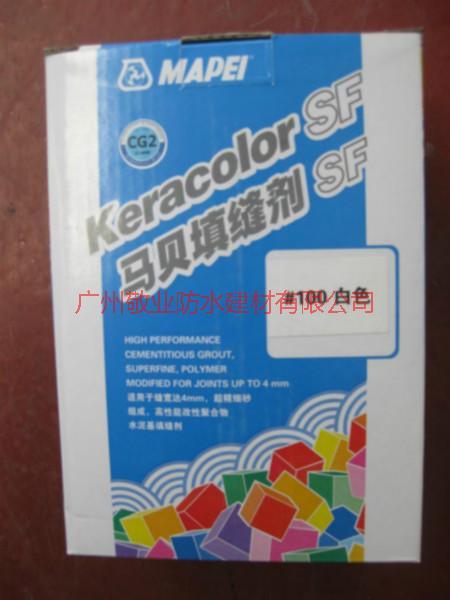 MAPEI
CG2
Keracolor SF
马贝填缝剂 SF
#100 白色
广州敬业防水建材有限公司
HIGH PERFORMANCE
CEMENTITIOUS GROUT,
SUPERFINE, POLYMER
MODIFIED FOR JOINTS UP TO 4 mm
适用于缝宽达4mm，超精细砂
组成，高性能改性聚合物
水泥基填缝剂